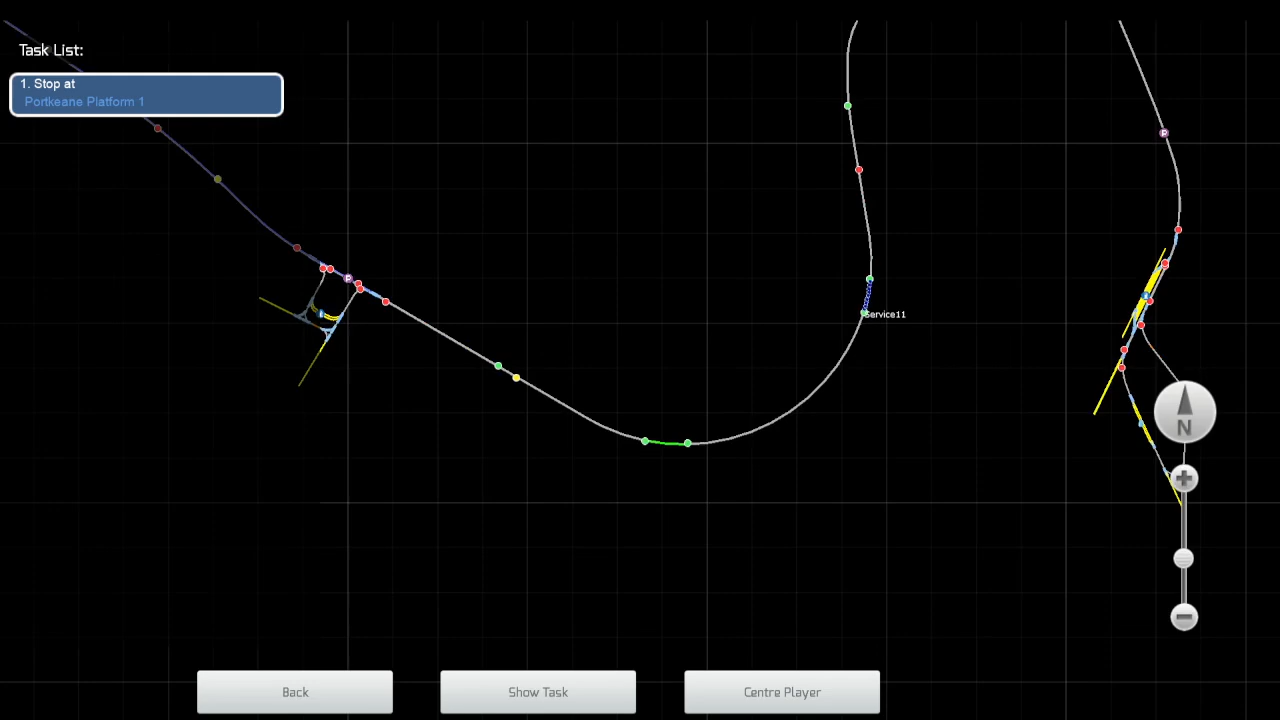 Task List:
1. Stop at
Portkeane Platform 1
P
P
Service11
N
Back
Show Task
Centre Player